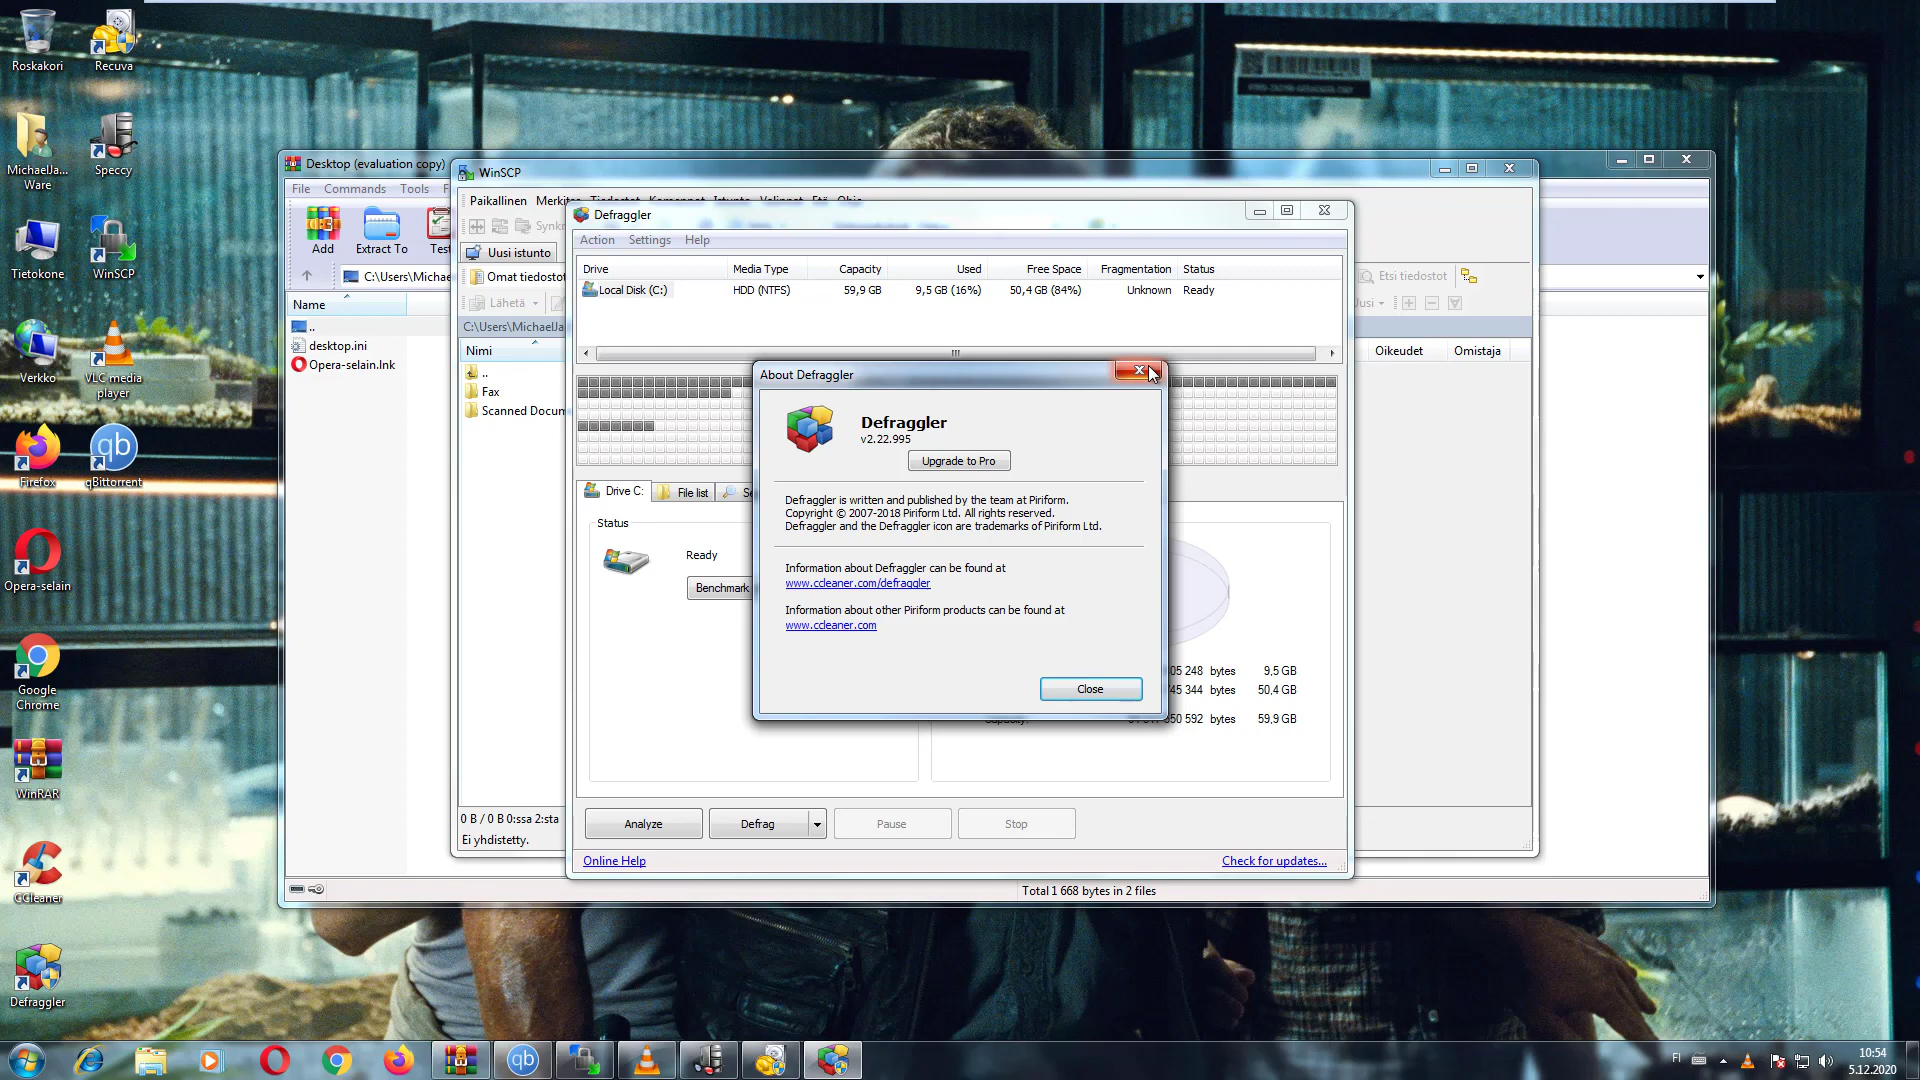 Roskakori
Recuva
MichaelJa...
Ware
Speccy
Tietokone
WinSCP
Verkko
VLC media
player
Firefox
qBittorrent
Opera-selain
Google
Chrome
WinRAR
CCleaner
Defraggler
Desktop (evaluation copy)
File Commands Tools
Add
Extract To
C:\Users\Michae
Name
..
desktop.ini
Opera-selain.lnk
Total 1 668 bytes in 2 files
WinSCP
Paikallinen
Uusi istunto
Omat tiedostot
Etsi tiedostot
Lähetä
C:\Users\MichaelJa
Nimi
Oikeudet
Omistaja
..
Fax
Scanned Docum
0 B / 0 B 0:ssa 2:sta
Ei yhdistetty.
Defraggler
Action Settings Help
Drive Media Type Capacity Used Free Space Fragmentation Status
Local Disk (C:) HDD (NTFS) 59,9 GB 9,5 GB (16%) 50,4 GB (84%) Unknown Ready
Drive C:
File list
Status
Ready
Benchmark
05 248 bytes 9,5 GB
45 344 bytes 50,4 GB
50 592 bytes 59,9 GB
Analyze
Defrag
Pause
Stop
Online Help
Check for updates...
About Defraggler
Defraggler
v2.22.995
Upgrade to Pro
Defraggler is written and published by the team at Piriform.
Copyright © 2007-2018 Piriform Ltd. All rights reserved.
Defraggler and the Defraggler icon are trademarks of Piriform Ltd.
Information about Defraggler can be found at
www.ccleaner.com/defraggler
Information about other Piriform products can be found at
www.ccleaner.com
Close
FI
10:54
5.12.2020